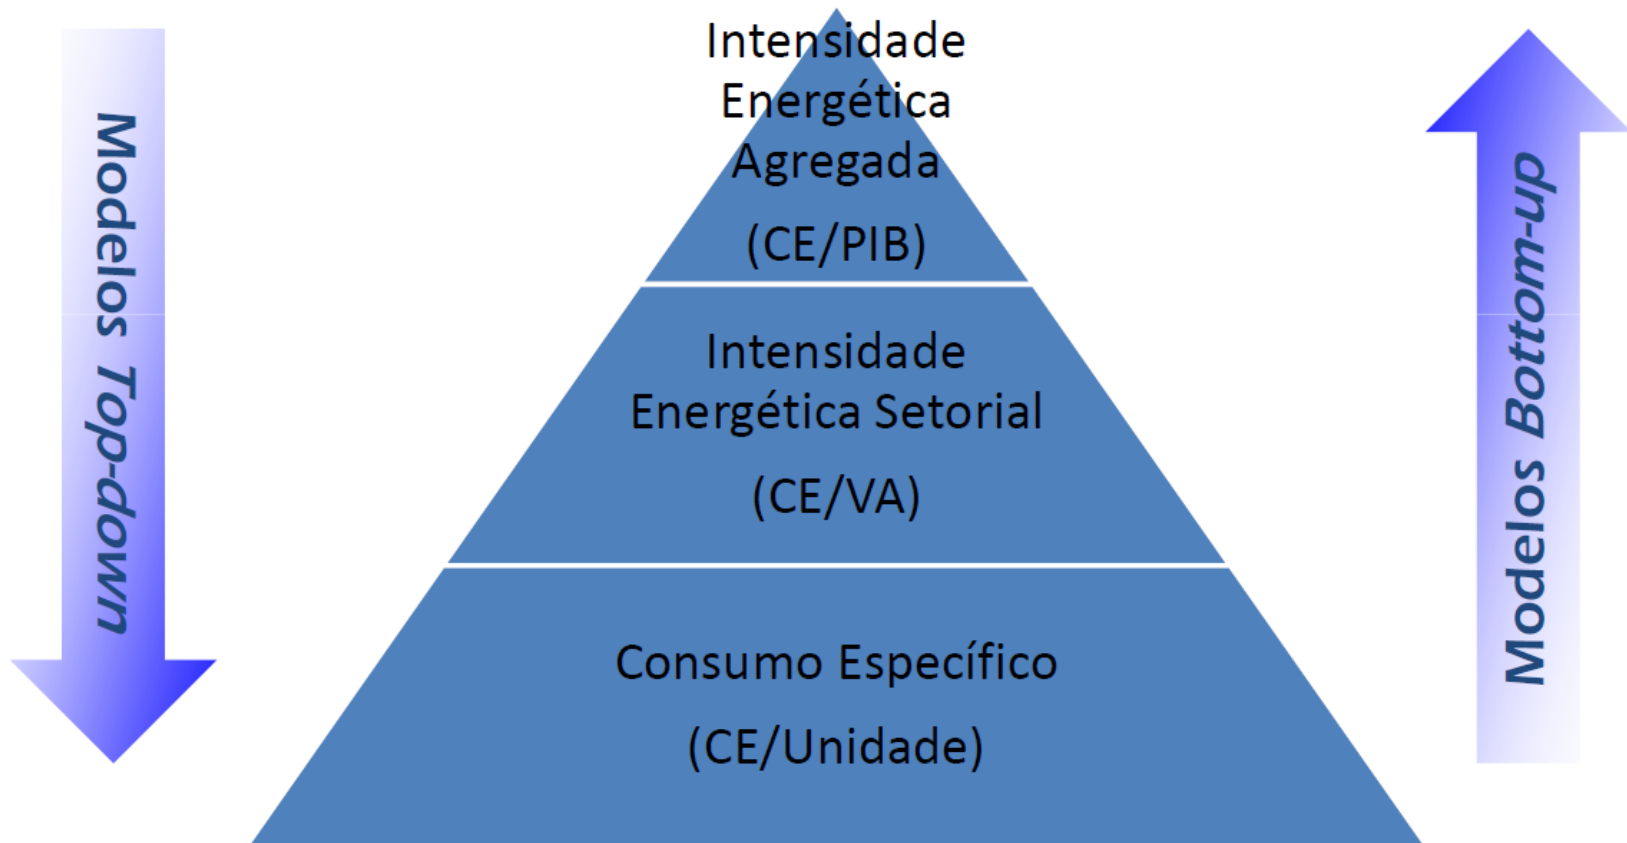 Modelos Top-down
Intensidade
Energética
Agregada
(CE/PIB)
Intensidade
Energética Setorial
(CE/VA)
Consumo Específico
(CE/Unidade)
Modelos Bottom-up